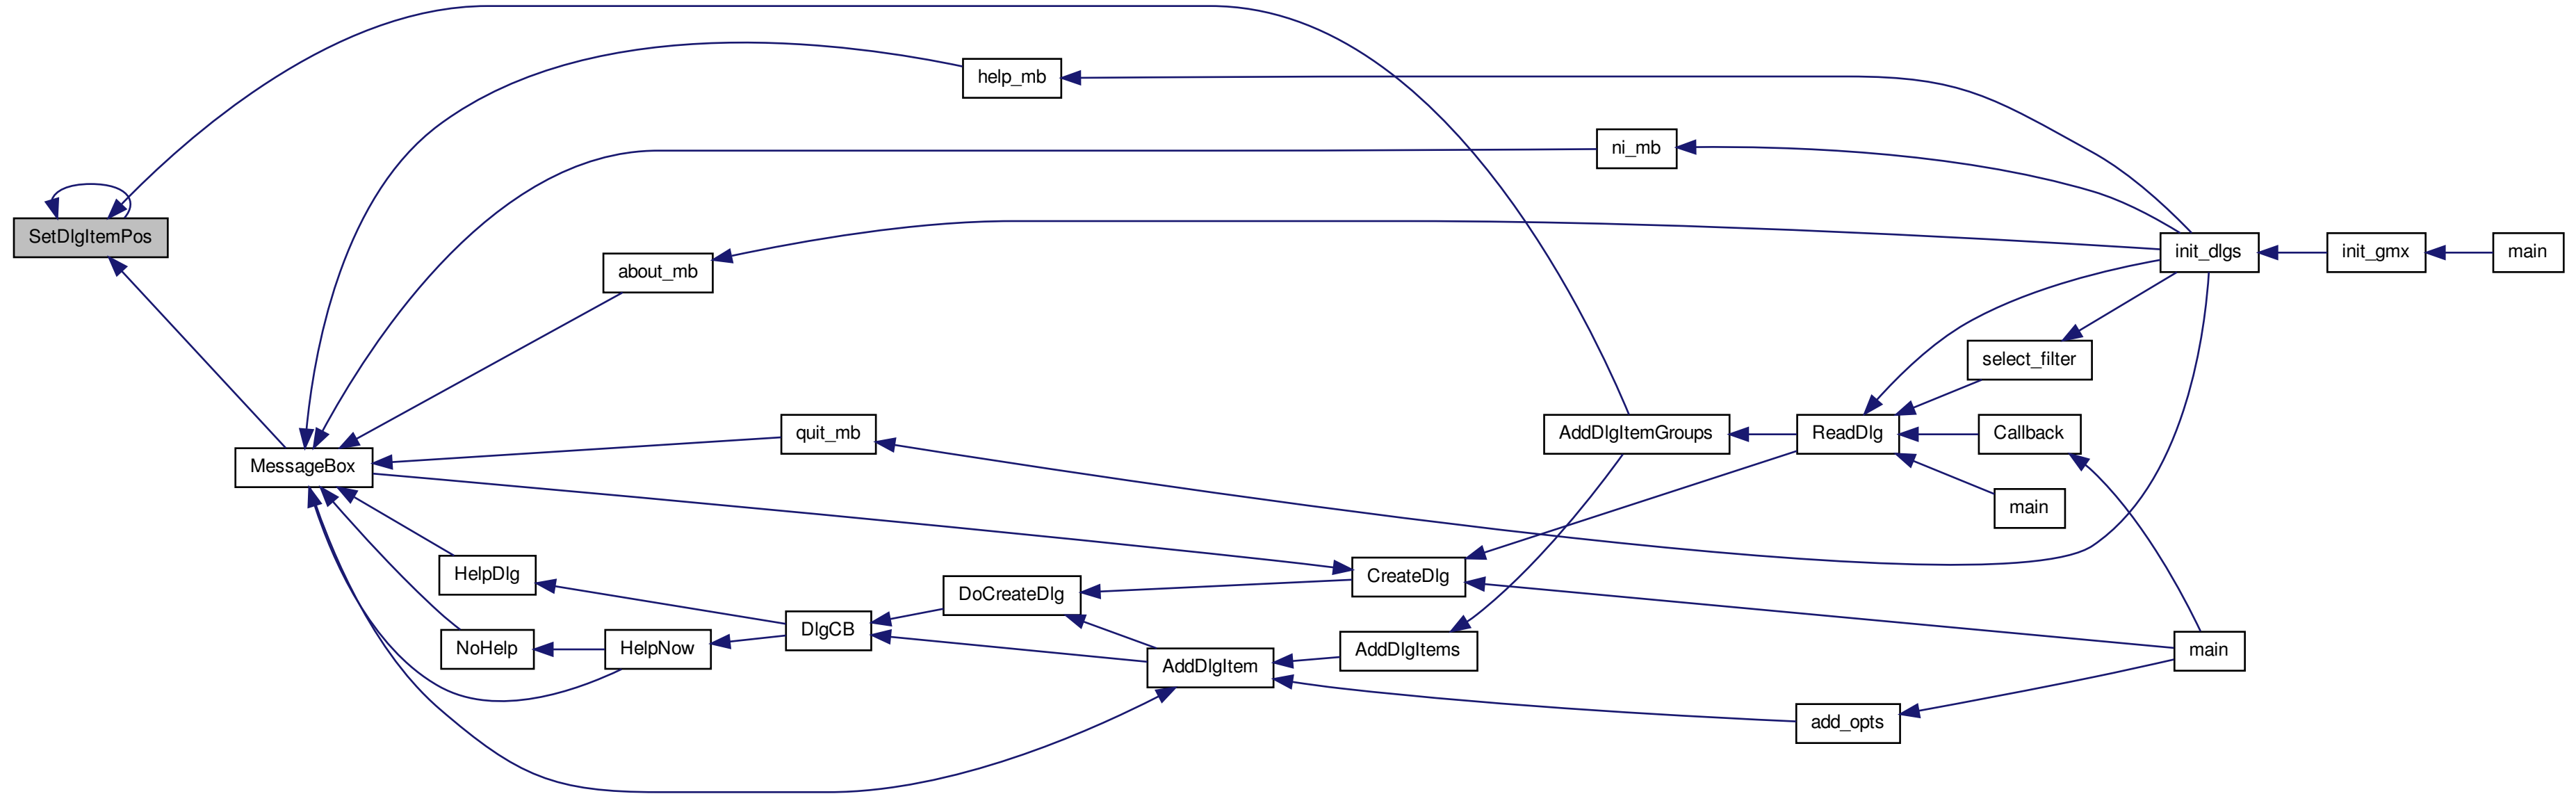 help_mb
ni_mb
SetDlgItemPos
init_dlgs
init_gmx
main
about_mb
select_filter
quit_mb
AddDlgItemGroups
ReadDlg
Callback
MessageBox
main
HelpDlg
CreateDlg
DoCreateDlg
DlgCB
NoHelp
HelpNow
AddDlgItems
main
AddDlgItem
add_opts